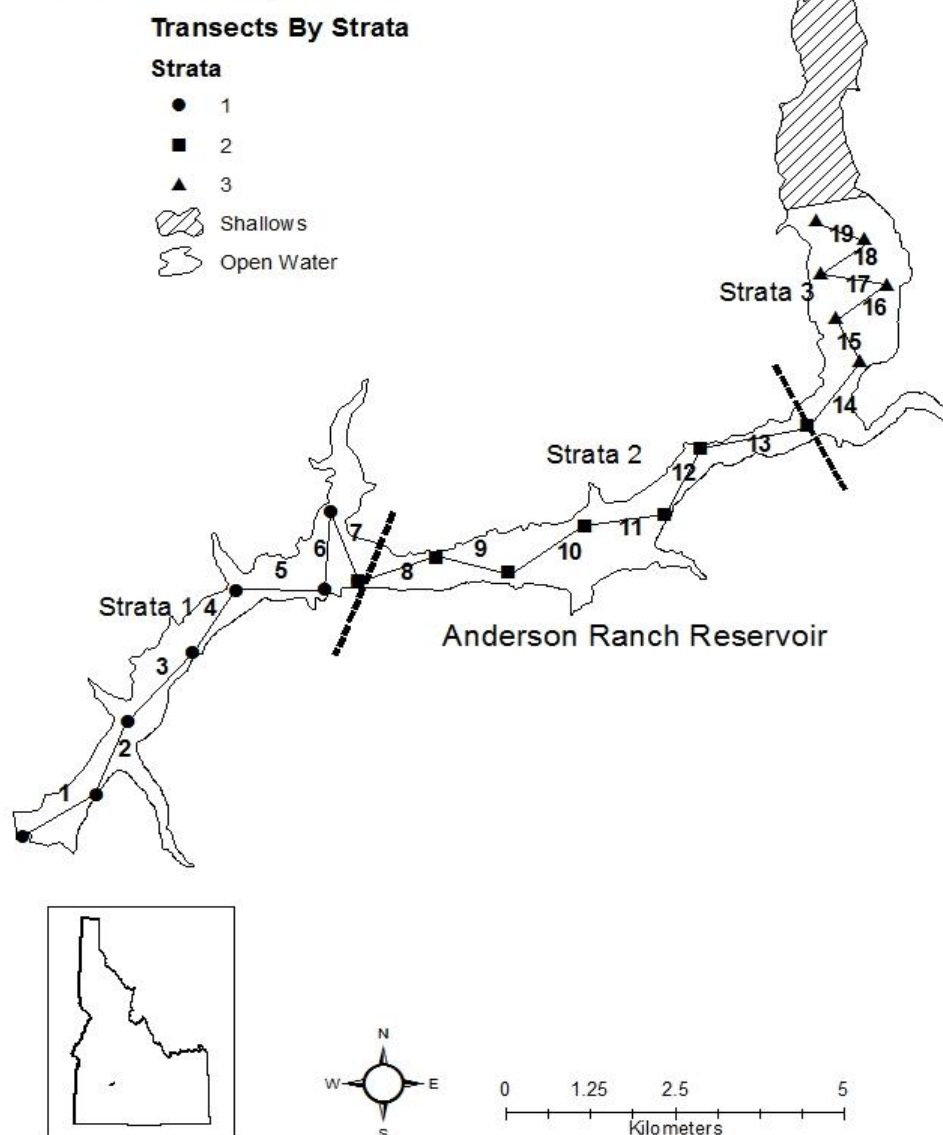 Transects By Strata
Strata
1
2
3
Shallows
Open Water
19
18
17
Strata 3
16
15
14
13
Strata 2
12
11
10
9
8
7
6
5
Strata 1
4
3
2
1
Anderson Ranch Reservoir
N
W
E
S
0 1.25 2.5 5
Kilometers